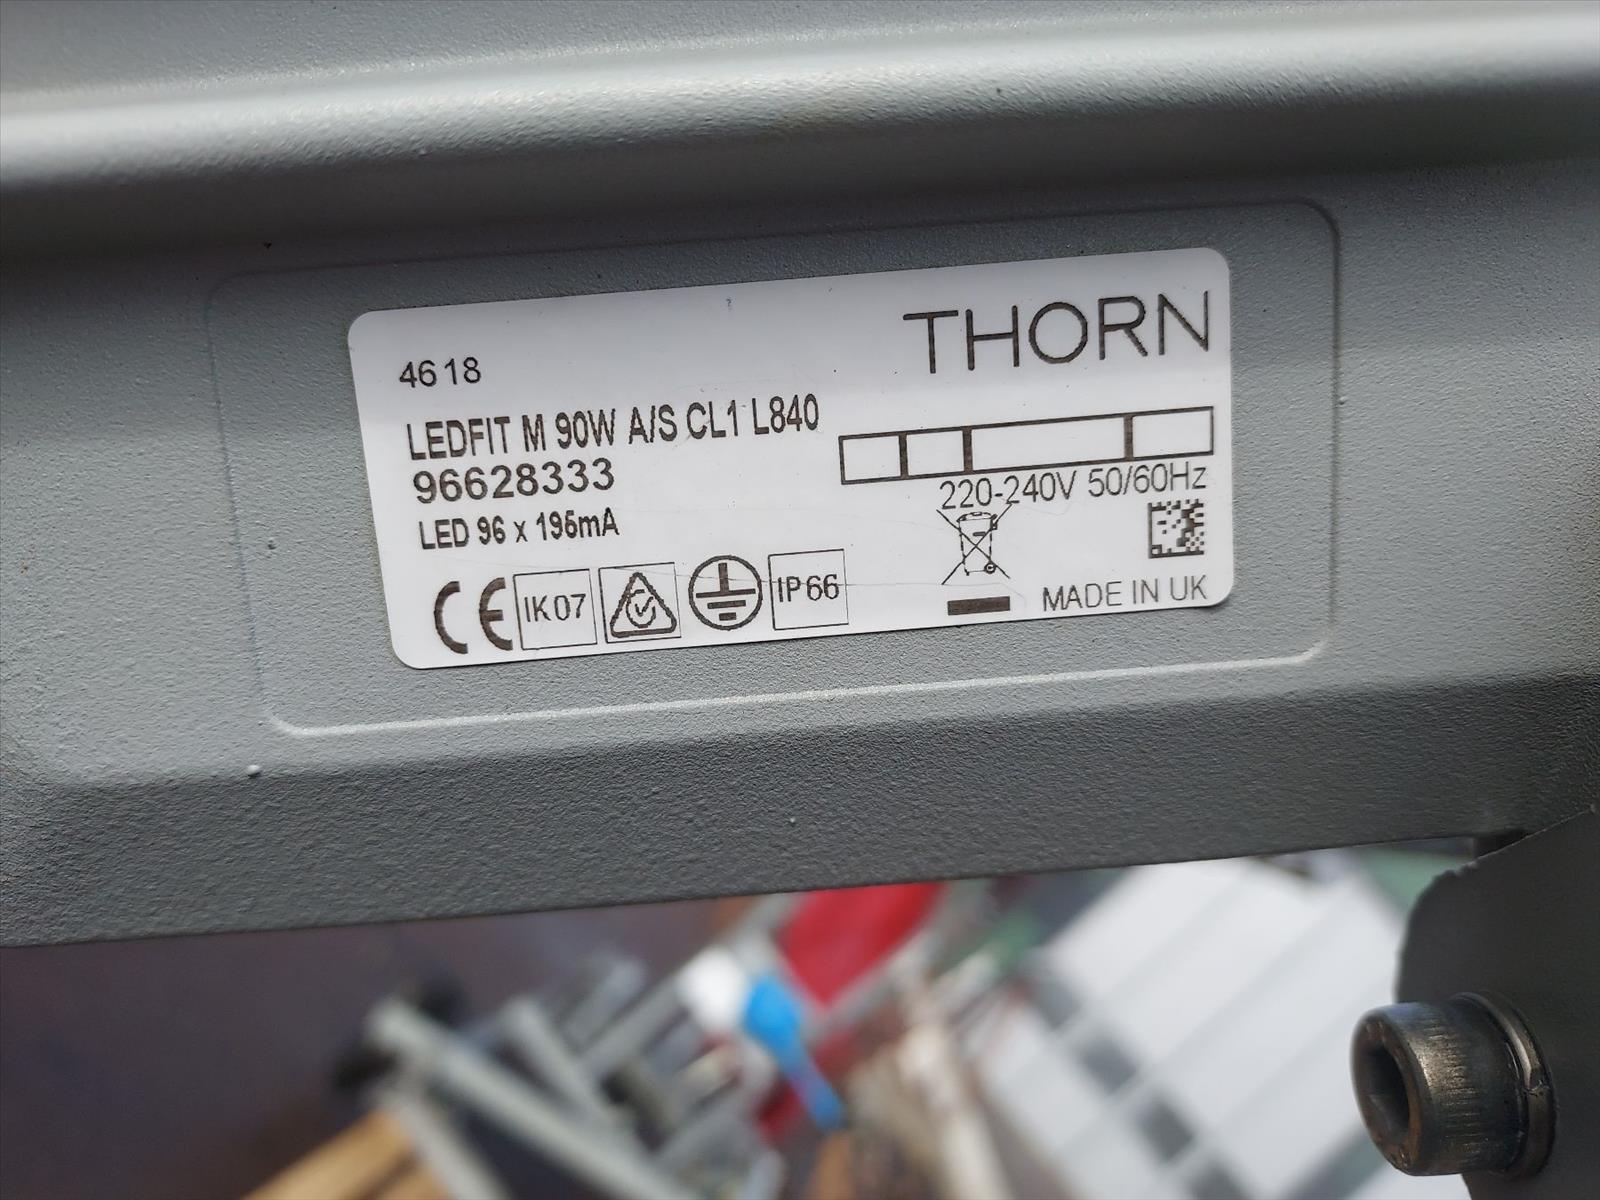 THORN
4618
LEDFIT M 90W A/S CL1 L840
96628333
LED 96 x 195mA
220-240V 50/60Hz
CE IK07 IP66
MADE IN UK